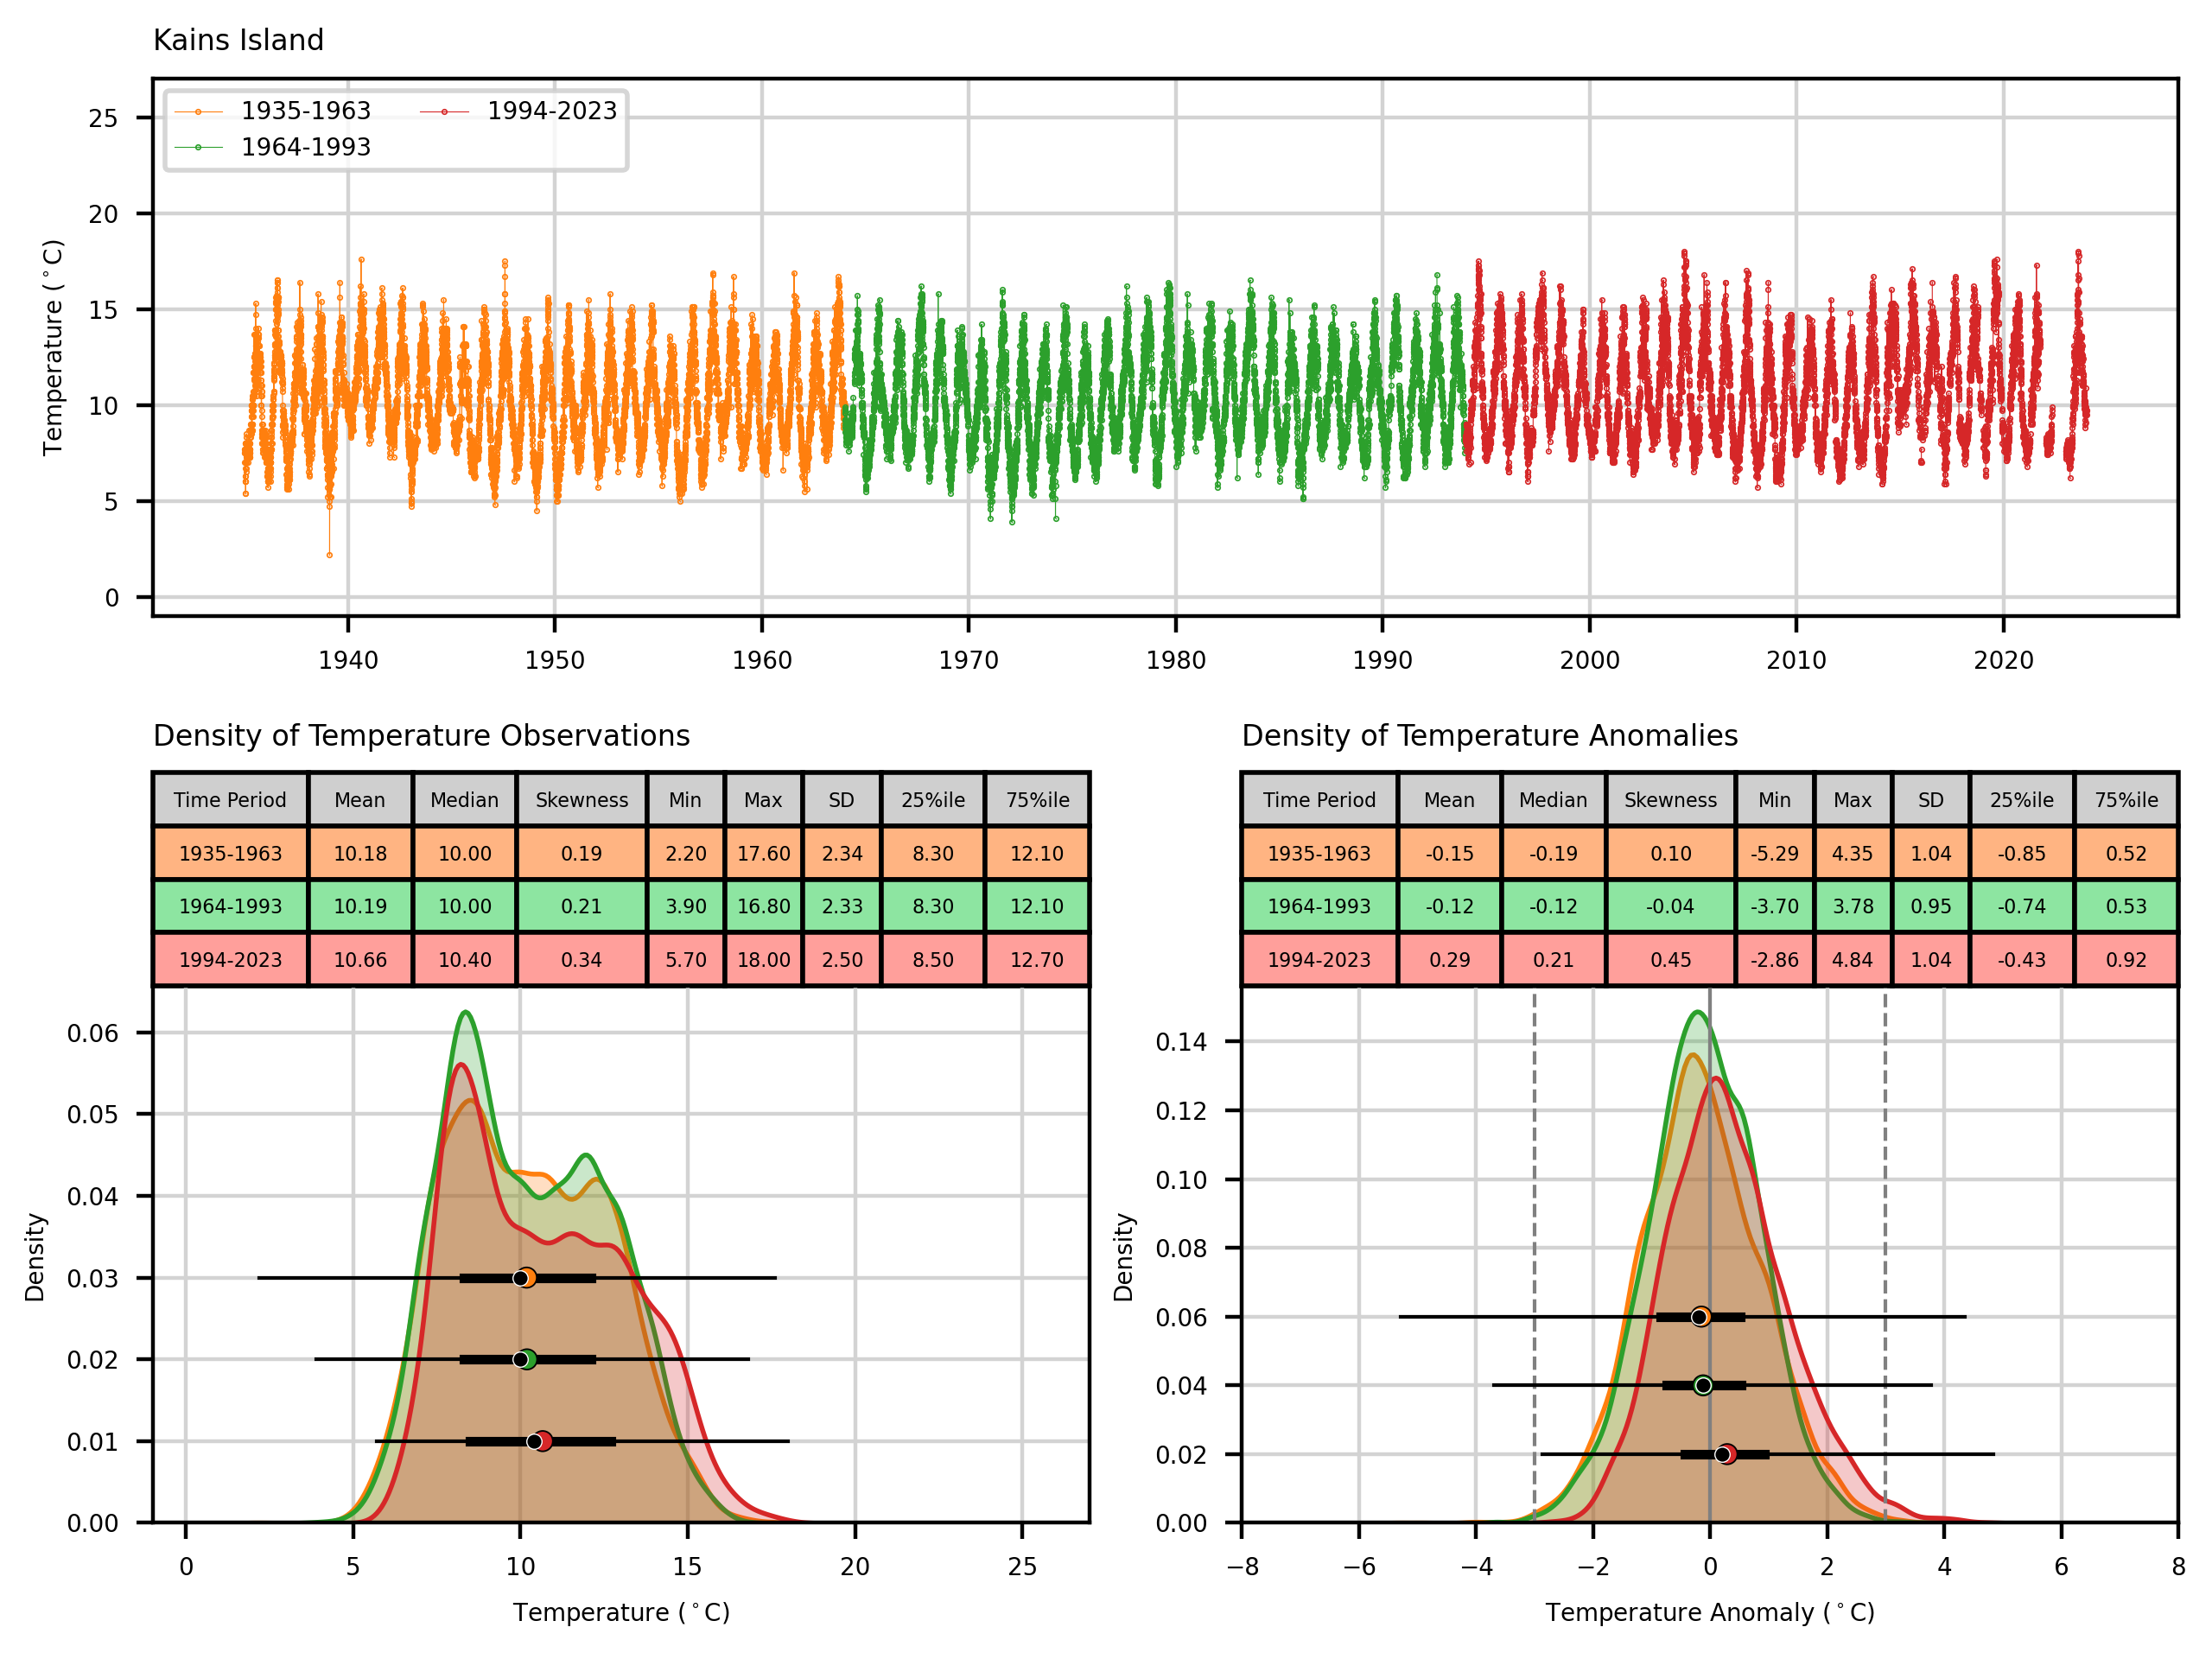 Kains Island
1935-1963 1994-2023
1964-1993
25
20
15
10
5
0
Temperature (°C)
1940 1950 1960 1970 1980 1990 2000 2010 2020
Density of Temperature Observations
Time Period Mean Median Skewness Min Max SD 25%ile 75%ile
1935-1963 10.18 10.00 0.19 2.20 17.60 2.34 8.30 12.10
1964-1993 10.19 10.00 0.21 3.90 16.80 2.33 8.30 12.10
1994-2023 10.66 10.40 0.34 5.70 18.00 2.50 8.50 12.70
0.06
0.05
0.04
0.03
0.02
0.01
0.00
Density
0 5 10 15 20 25
Temperature (°C)
Density of Temperature Anomalies
Time Period Mean Median Skewness Min Max SD 25%ile 75%ile
1935-1963 -0.15 -0.19 0.10 -5.29 4.35 1.04 -0.85 0.52
1964-1993 -0.12 -0.12 -0.04 -3.70 3.78 0.95 -0.74 0.53
1994-2023 0.29 0.21 0.45 -2.86 4.84 1.04 -0.43 0.92
0.14
0.12
0.10
0.08
0.06
0.04
0.02
0.00
Density
−8 −6 −4 −2 0 2 4 6 8
Temperature Anomaly (°C)